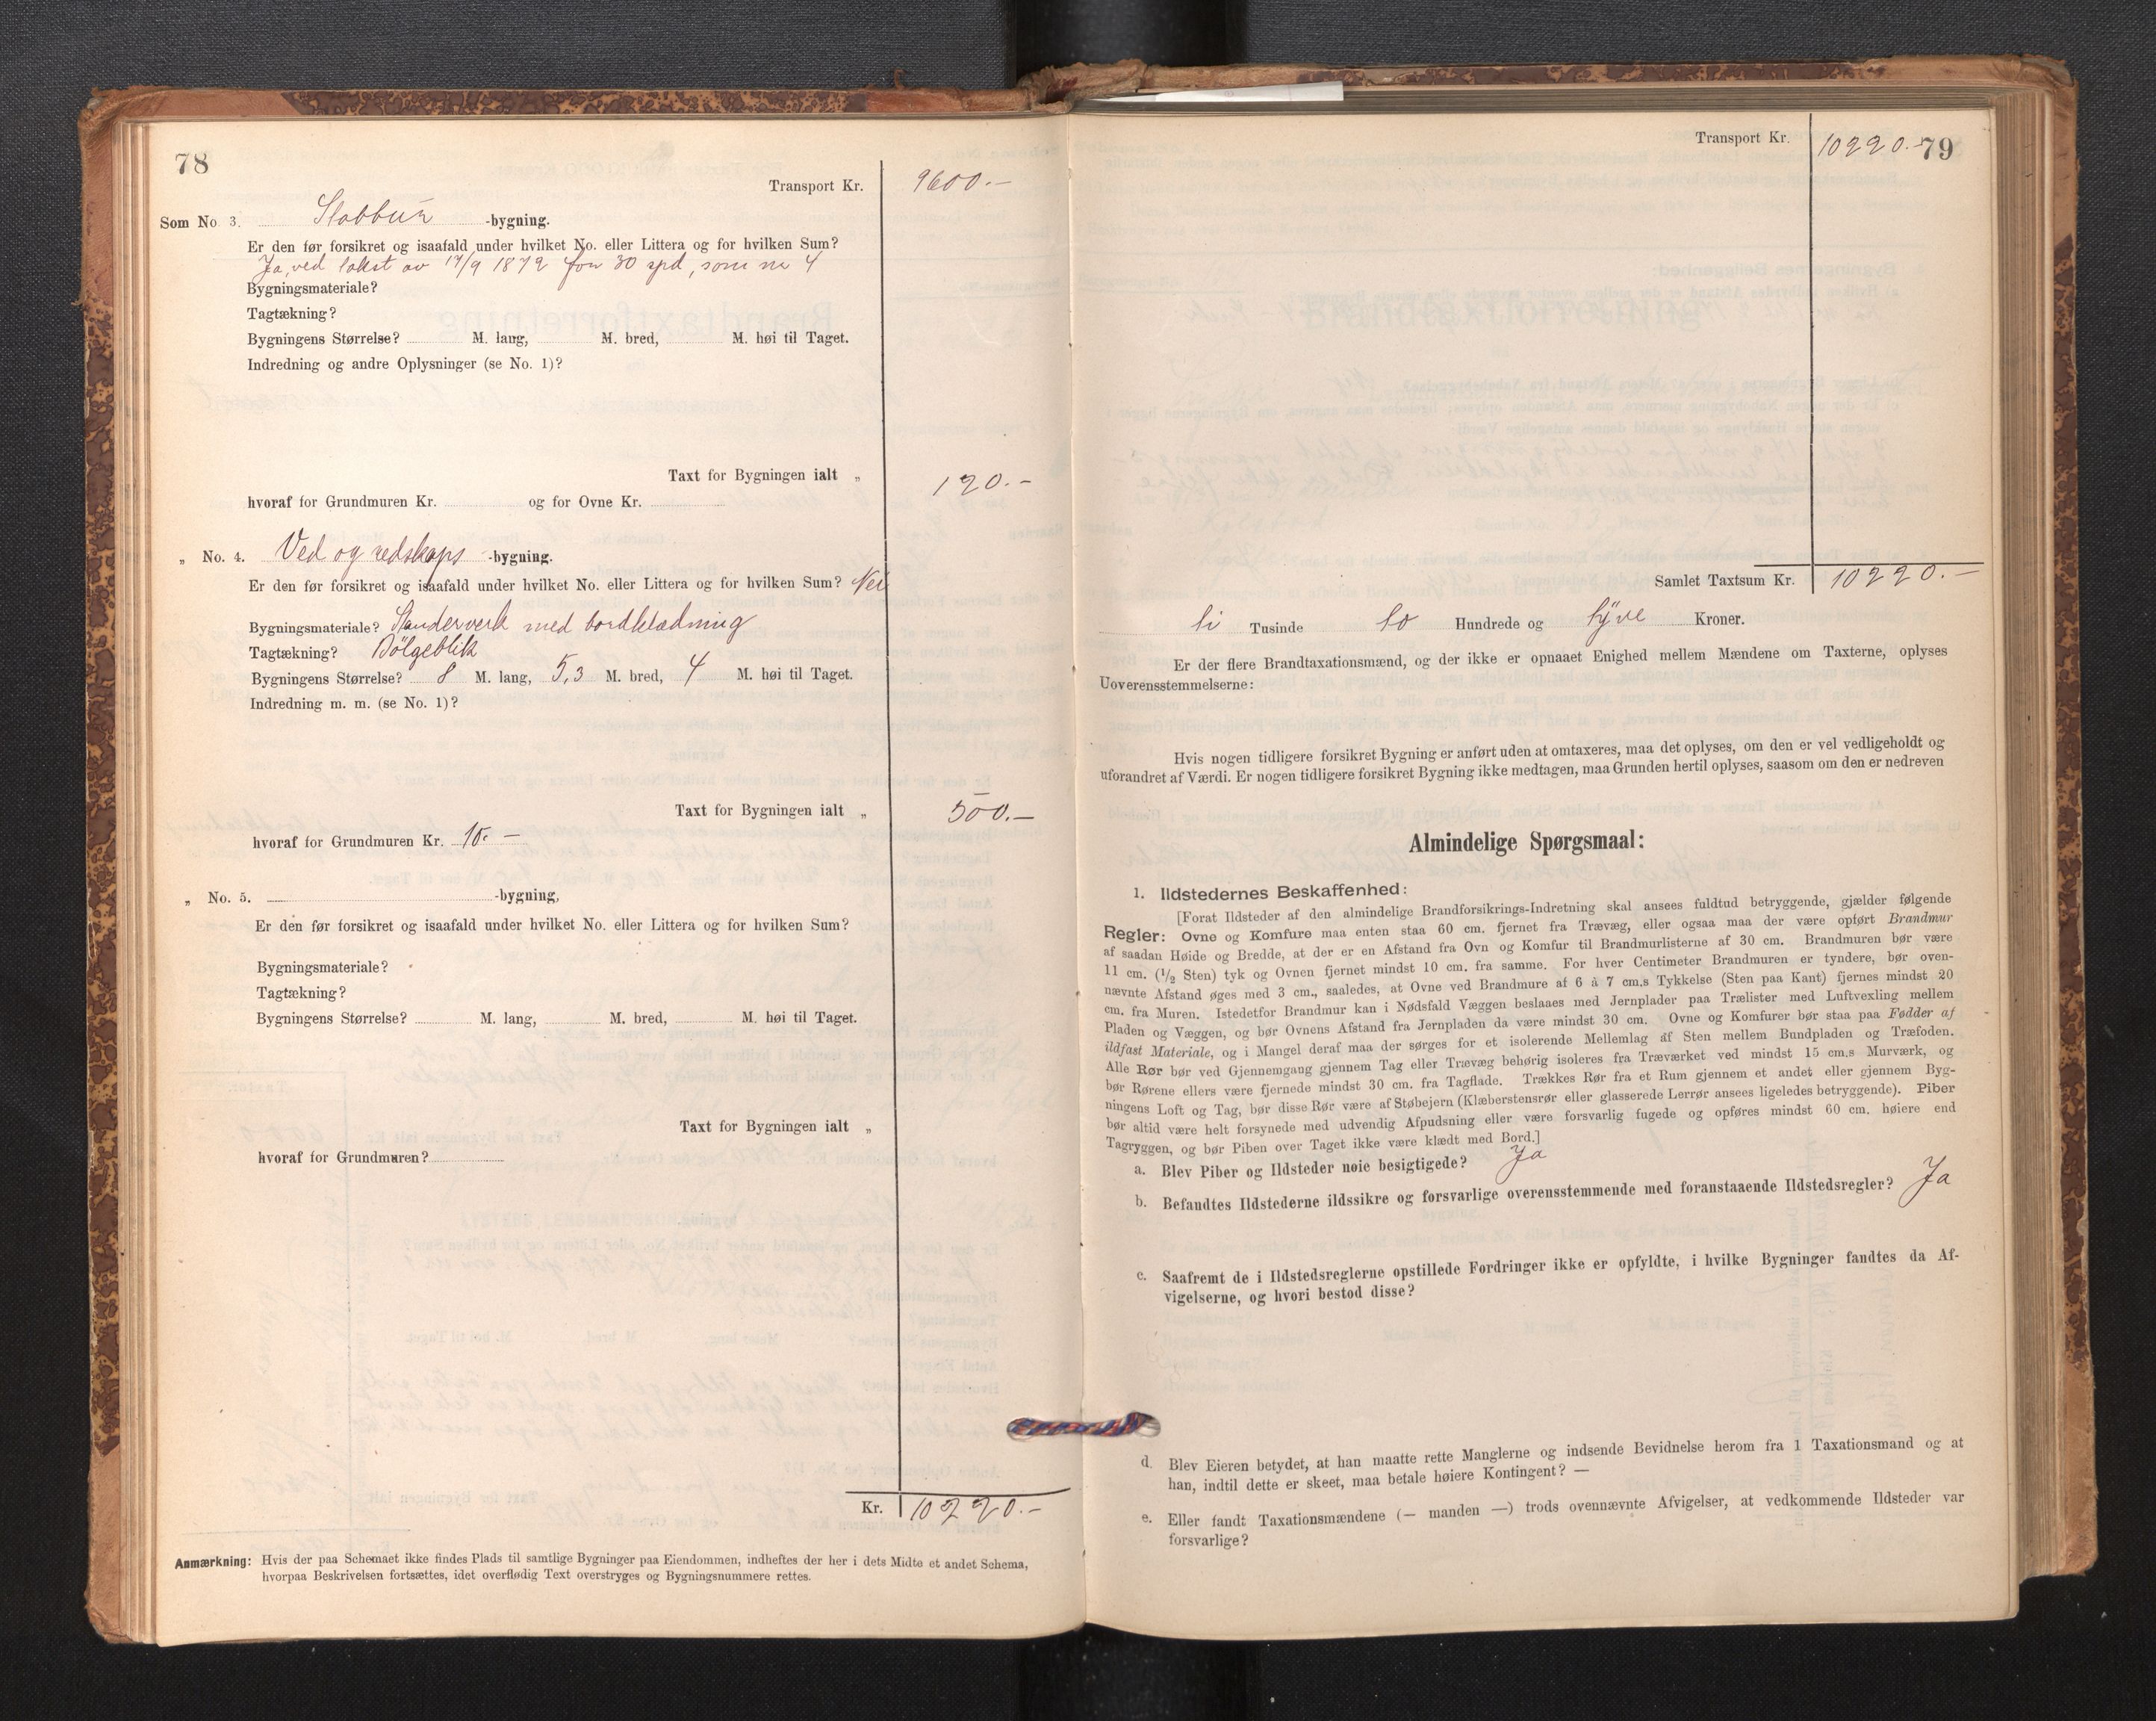 78
Transport Kr. 9600.—
Som No. 3. Stabburs -bygning.
Er den før forsikret og isaafald under hvilket No. eller Littera og for hvilken Sum?
Ja, ved takst av 17/9 1872 for 30 spd, som nr 4
Bygningsmateriale?
Tagtækning?
Bygningens Størrelse? M. lang, M. bred, M. høi til Taget.
Indredning og andre Oplysninger (se No. 1)?
Taxt for Bygningen ialt „ 120.—
hvoraf for Grundmuren Kr. og for Ovne Kr.
„ No. 4. Ved og redskaps -bygning.
Er den før forsikret og isaafald under hvilket No. eller Littera og for hvilken Sum? Nei
Bygningsmateriale? Standerverk med bordklædning
Tagtækning? Bölgeblik
Bygningens Størrelse? 8 M. lang, 5,3 M. bred, 4 M. høi til Taget.
Indredning m. m. (se No. 1)?
Taxt for Bygningen ialt „ 500.—
hvoraf for Grundmuren Kr. 10.—
„ No. 5. -bygning,
Er den før forsikret og isaafald under hvilket No. eller Littera og for hvilken Sum?
Bygningsmateriale?
Tagtækning?
Bygningens Størrelse? M. lang, M. bred, M. høi til Taget.
Taxt for Bygningen ialt „
hvoraf for Grundmuren?
Kr. 10220.—
Anmærkning: Hvis der paa Schemaet ikke findes Plads til samtlige Bygninger paa Eiendommen, indheftes der her i dets Midte et andet Schema,
hvorpaa Beskrivelsen fortsættes, idet overflødig Text overstryges og Bygningsnummere rettes.
Transport Kr. 10220.— 79
Samlet Taxtsum Kr. 10220.—
ti Tusinde to Hundrede og tyve Kroner.
Er der flere Brandtaxationsmænd, og der ikke er opnaaet Enighed mellem Mændene om Taxterne, oplyses
Uoverensstemmelserne:
Hvis nogen tidligere forsikret Bygning er anført uden at omtaxeres, maa det oplyses, om den er vel vedligeholdt og
uforandret af Værdi. Er nogen tidligere forsikret Bygning ikke medtagen, maa Grunden hertil oplyses, saasom om den er nedreven
Almindelige Spørgsmaal:
1. Ildstedernes Beskaffenhed:
[Forat Ildsteder af den almindelige Brandforsikrings-Indretning skal ansees fuldtud betryggende, gjælder følgende
Regler: Ovne og Komfure maa enten staa 60 cm. fjernet fra Trævæg, eller ogsaa maa der være opført Brandmur
af saadan Høide og Bredde, at der er en Afstand fra Ovn og Komfur til Brandmurlisterne af 30 cm. Brandmuren bør være
11 cm. (1/2 Sten) tyk og Ovnen fjernet mindst 10 cm. fra samme. For hver Centimeter Brandmuren er tyndere, bør oven-
nævnte Afstand øges med 3 cm., saaledes, at Ovne ved Brandmure af 6 à 7 cm.s Tykkelse (Sten paa Kant) fjernes mindst 20
cm. fra Muren. Istedetfor Brandmur kan i Nødsfald Væggen beslaaes med Jernplader paa Trælister med Luftvexling mellem
Pladen og Væggen, og bør Ovnens Afstand fra Jernpladen da være mindst 30 cm. Ovne og Komfurer bør staa paa Fødder af
ildfast Materiale, og i Mangel deraf maa der sørges for et isolerende Mellemlag af Sten mellem Bundpladen og Træfoden.
Alle Rør bør ved Gjennemgang gjennem Tag eller Trævæg behørig isoleres fra Træværket ved mindst 15 cm.s Murværk, og
bør Rørene ellers være fjernede mindst 30 cm. fra Tagflade. Trækkes Rør fra et Rum gjennem et andet eller gjennem Byg-
ningens Loft og Tag, bør disse Rør være af Støbejern (Klæberstensrør eller glasserede Lerrør ansees ligeledes betryggende). Piber
bør altid være helt forsynede med udvendig Afpudsning eller være forsvarlig fugede og opføres mindst 60 cm. høiere end
Tagryggen, og bør Piben over Taget ikke være klædt med Bord.]
a. Blev Piber og Ildsteder nøie besigtigede? Ja
b. Befandtes Ildstederne ildssikre og forsvarlige overensstemmende med foranstaaende Ildstedsregler? Ja
c. Saafremt de i Ildstedsreglerne opstillede Fordringer ikke er opfyldte, i hvilke Bygninger fandtes da Af-
vigelserne, og hvori bestod disse?
d. Blev Eieren betydet, at han maatte rette Manglerne og indsende Bevidnelse herom fra 1 Taxationsmand og at
han, indtil dette er skeet, maa betale høiere Kontingent? —
e. Eller fandt Taxationsmændene (— manden —) trods ovennævnte Afvigelser, at vedkommende Ildsteder var
forsvarlige?